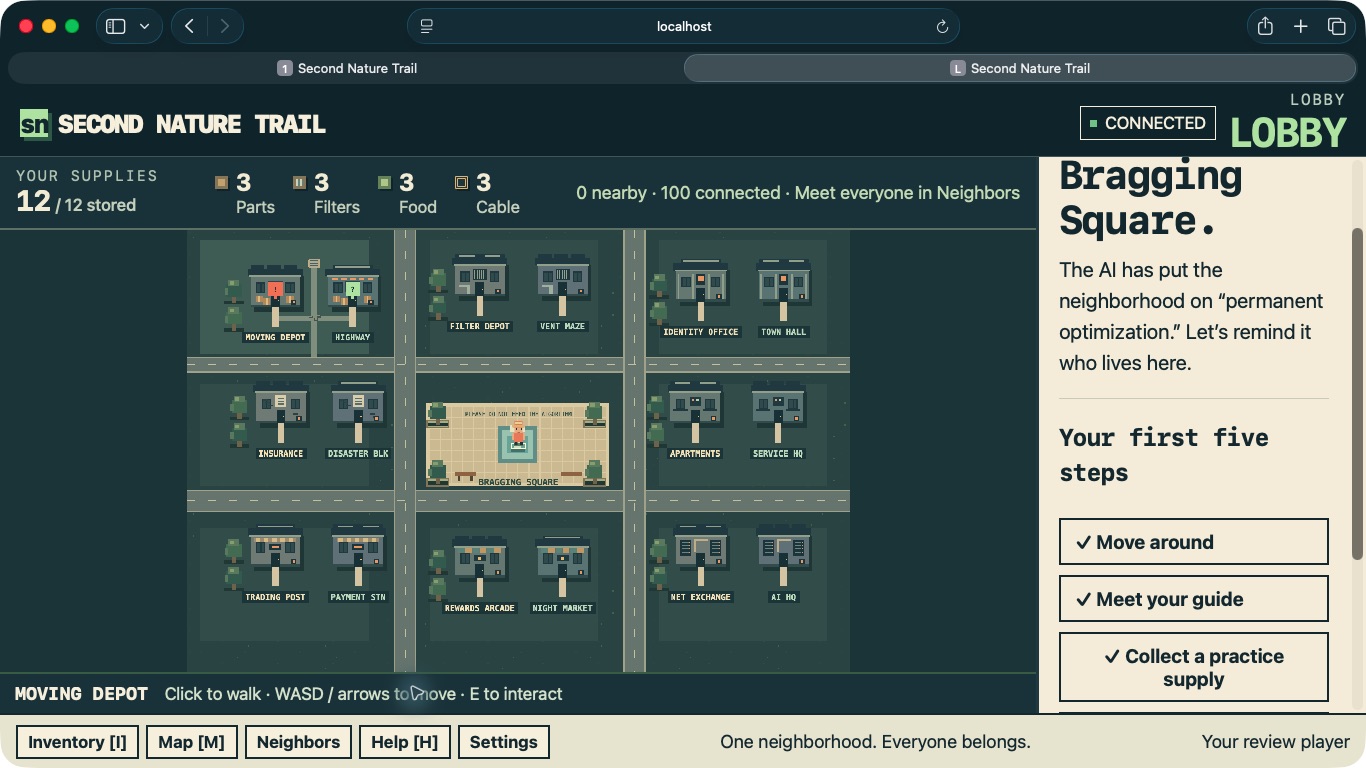 localhost
1 Second Nature Trail
L Second Nature Trail
sn SECOND NATURE TRAIL
CONNECTED
LOBBY
LOBBY
YOUR SUPPLIES
12 / 12 stored
3 Parts
3 Filters
3 Food
3 Cable
0 nearby · 100 connected · Meet everyone in Neighbors
! ?
MOVING DEPOT
HIGHWAY
FILTER DEPOT
VENT MAZE
IDENTITY OFFICE
TOWN HALL
INSURANCE
DISASTER BLK
PLEASE DO NOT FEED THE ALGORITHM
BRAGGING SQUARE
APARTMENTS
SERVICE HQ
TRADING POST
PAYMENT STN
REWARDS ARCADE
NIGHT MARKET
NET EXCHANGE
AI HQ
MOVING DEPOT Click to walk · WASD / arrows to move · E to interact
Bragging
Square.
The AI has put the
neighborhood on “permanent
optimization.” Let’s remind it
who lives here.
Your first five
steps
✓ Move around
✓ Meet your guide
✓ Collect a practice
supply
Inventory [I]
Map [M]
Neighbors
Help [H]
Settings
One neighborhood. Everyone belongs.
Your review player